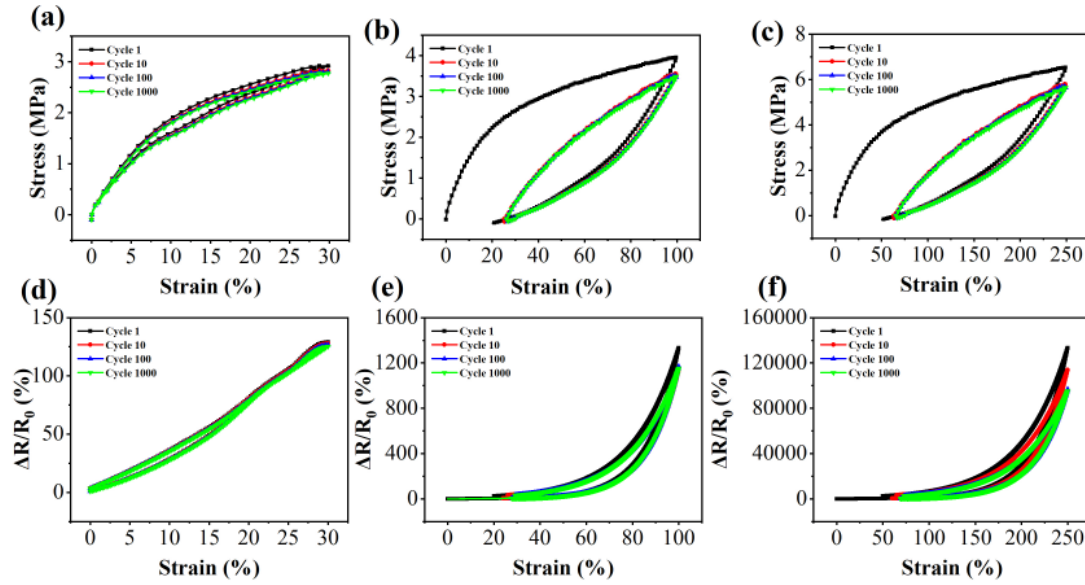 (a)
Cycle 1
Cycle 10
Cycle 100
Cycle 1000
Stress (MPa)
3
2
1
0
0 5 10 15 20 25 30
Strain (%)
(b)
Cycle 1
Cycle 10
Cycle 100
Cycle 1000
Stress (MPa)
4
3
2
1
0
0 20 40 60 80 100
Strain (%)
(c)
Cycle 1
Cycle 10
Cycle 100
Cycle 1000
Stress (MPa)
8
6
4
2
0
0 50 100 150 200 250
Strain (%)
(d)
Cycle 1
Cycle 10
Cycle 100
Cycle 1000
ΔR/R0 (%)
150
100
50
0
0 5 10 15 20 25 30
Strain (%)
(e)
Cycle 1
Cycle 10
Cycle 100
Cycle 1000
ΔR/R0 (%)
1600
1200
800
400
0
0 20 40 60 80 100
Strain (%)
(f)
Cycle 1
Cycle 10
Cycle 100
Cycle 1000
ΔR/R0 (%)
160000
120000
80000
40000
0
0 50 100 150 200 250
Strain (%)